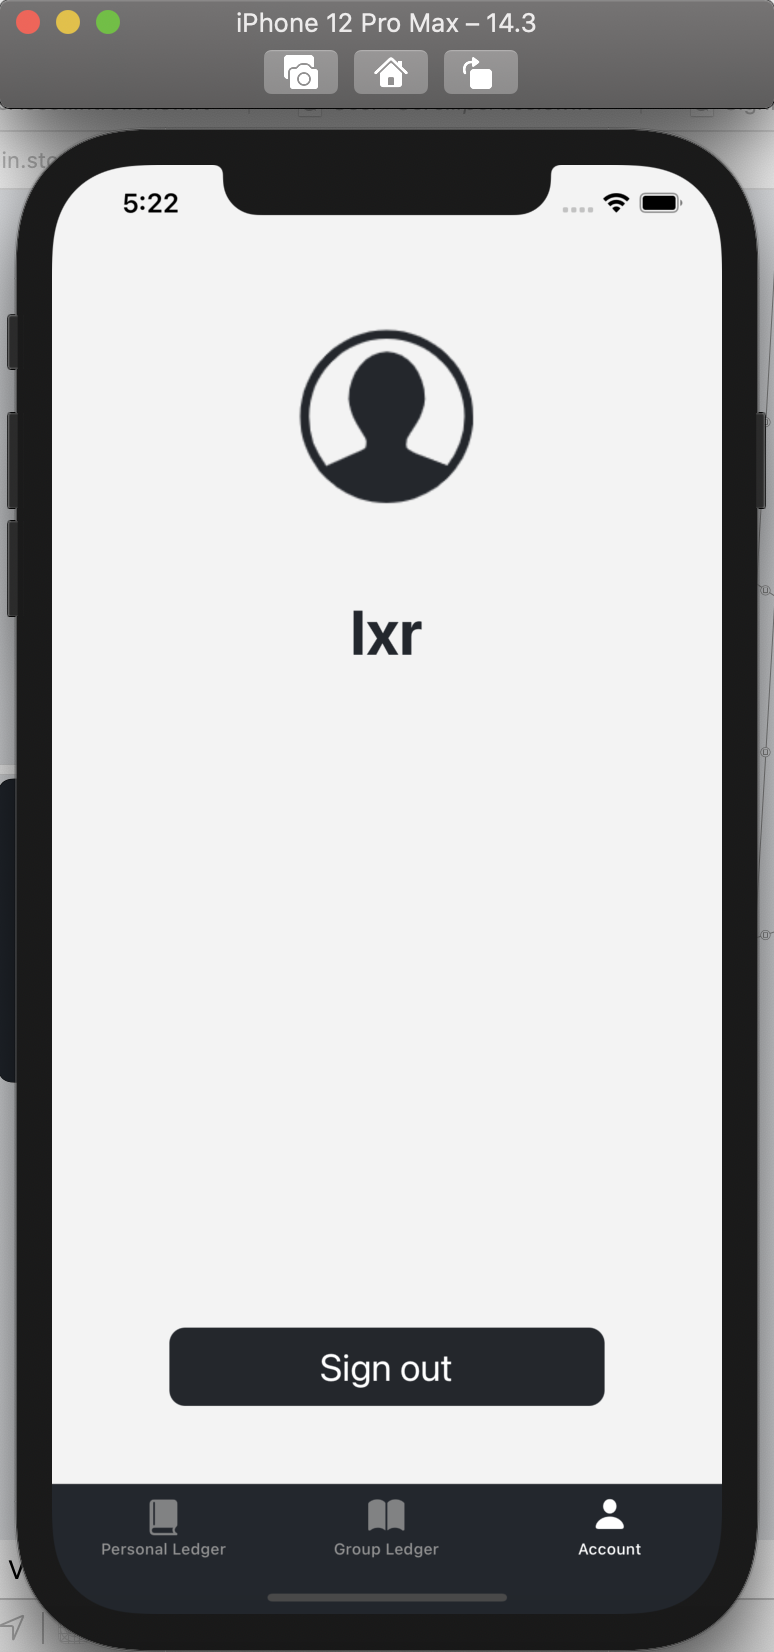 iPhone 12 Pro Max – 14.3
5:22
lxr
Sign out
Personal Ledger
Group Ledger
Account